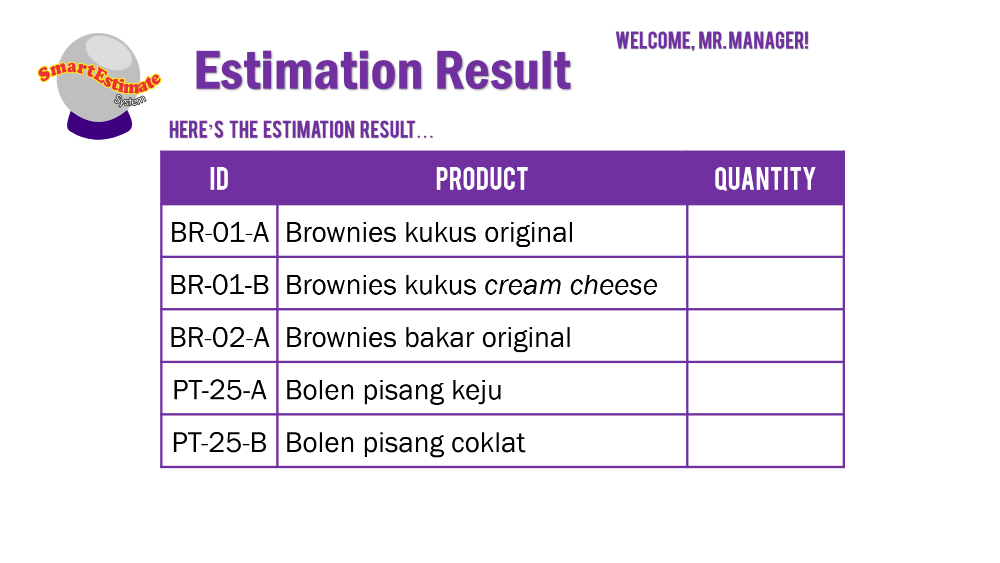 WELCOME, MR. MANAGER!
SmartEstimate
System
Estimation Result
HERE'S THE ESTIMATION RESULT...
ID PRODUCT QUANTITY
BR-01-A Brownies kukus original
BR-01-B Brownies kukus cream cheese
BR-02-A Brownies bakar original
PT-25-A Bolen pisang keju
PT-25-B Bolen pisang coklat